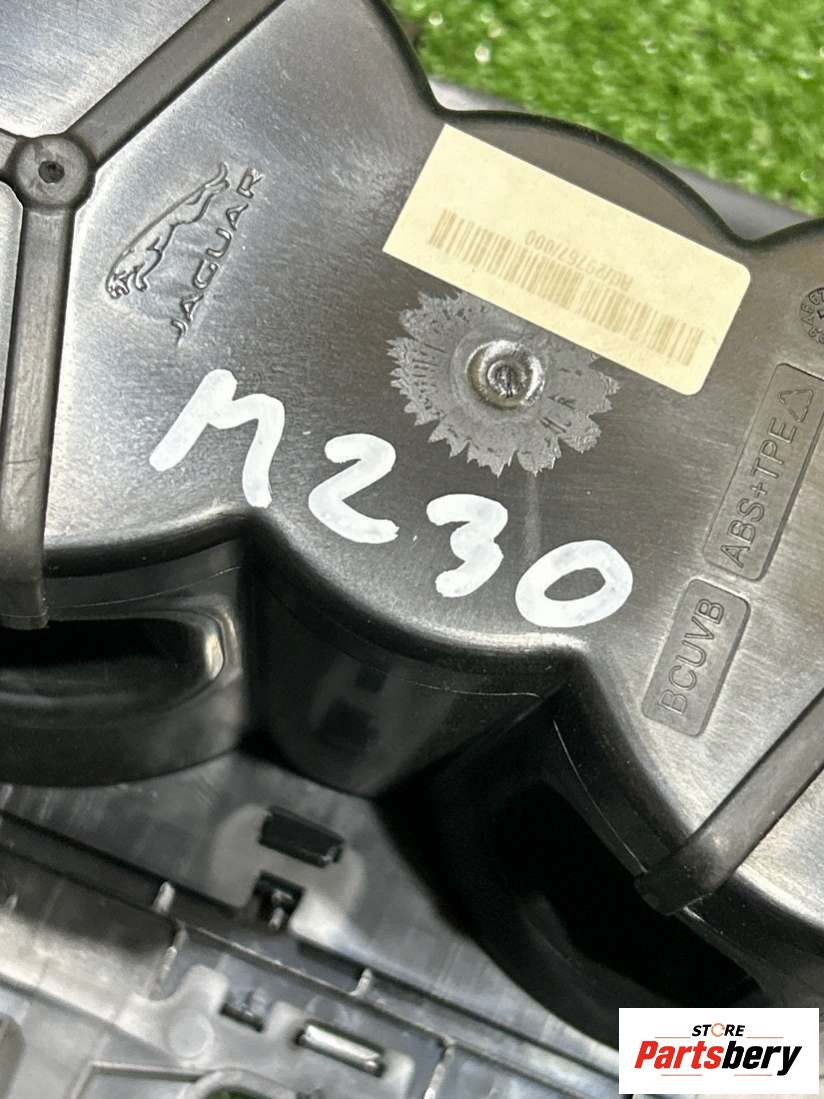 JAGUAR
M230
ABS+TPE
BCUVB
STORE
Partsbery